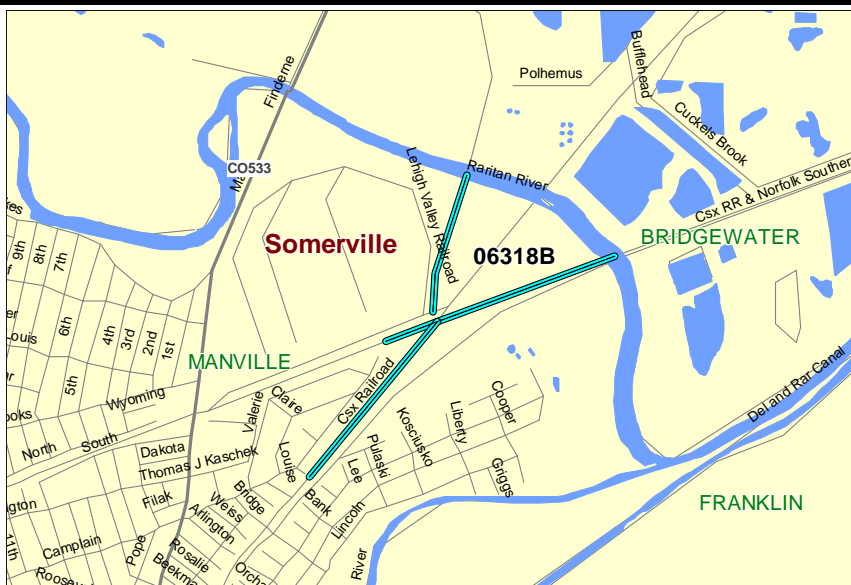 Finderne
Polhemus
Bufflehead
Cuckels Brook
CO533
Lehigh Valley Railroad
Raritan River
Csx RR & Norfolk Southern
Somerville
06318B
BRIDGEWATER
9th
8th
7th
6th
5th
4th
3rd
2nd
1st
MANVILLE
Wyoming
North
South
Valerie
Claire
Csx Railroad
Cooper
Liberty
Kosciusko
Pulaski
Griggs
Del and Rar Canal
Dakota
Thomas J Kaschek
Louise
Lee
Bank
Lincoln
Filak
Weiss
Bridge
Arlington
FRANKLIN
11th
Camplain
Pope
Rosalie
River